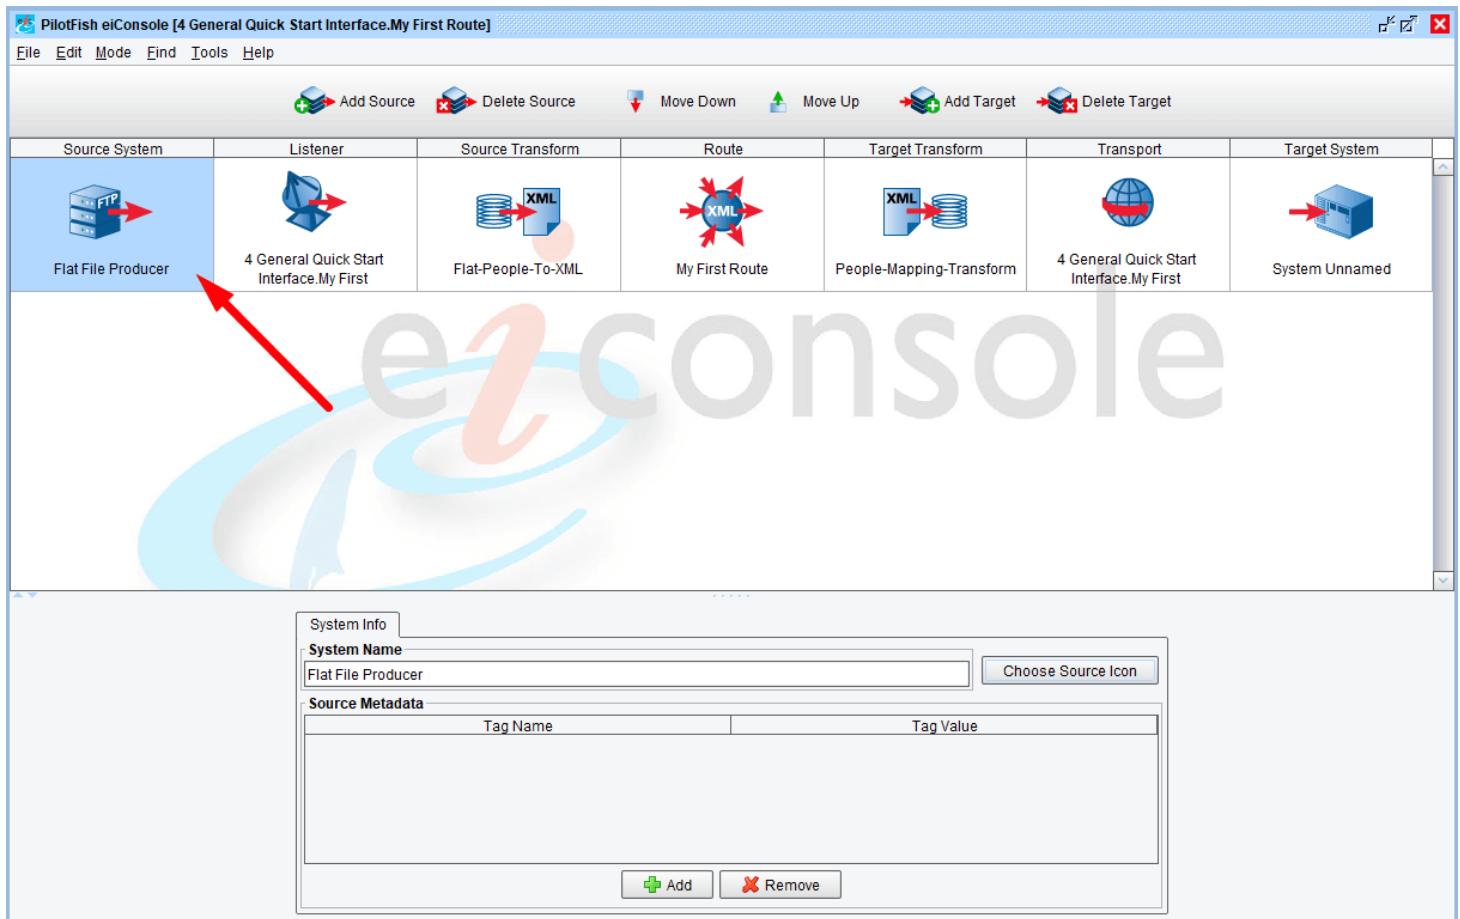 PilotFish eiConsole [4 General Quick Start Interface.My First Route]
File Edit Mode Find Tools Help
Add Source Delete Source Move Down Move Up Add Target Delete Target
Source System Listener Source Transform Route Target Transform Transport Target System
FTP XML XML XML
Flat File Producer 4 General Quick Start Interface.My First Flat-People-To-XML My First Route People-Mapping-Transform 4 General Quick Start Interface.My First System Unnamed
eiconsole
System Info
System Name
Flat File Producer Choose Source Icon
Source Metadata
Tag Name Tag Value
Add Remove